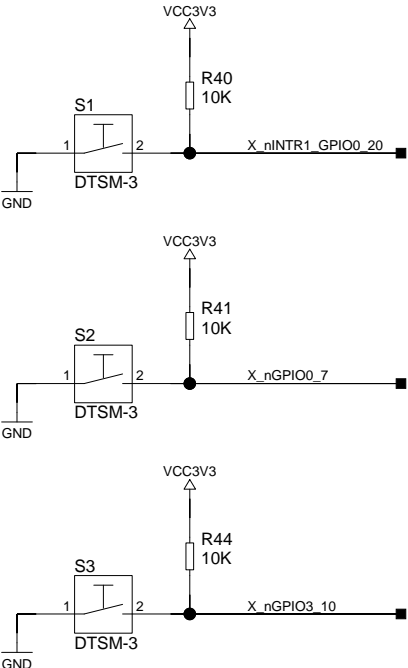 VCC3V3
R40
10K
S1
1 2 X_nINTR1_GPIO0_20
DTSM-3
GND
VCC3V3
R41
10K
S2
1 2 X_nGPIO0_7
DTSM-3
GND
VCC3V3
R44
10K
S3
1 2 X_nGPIO3_10
DTSM-3
GND